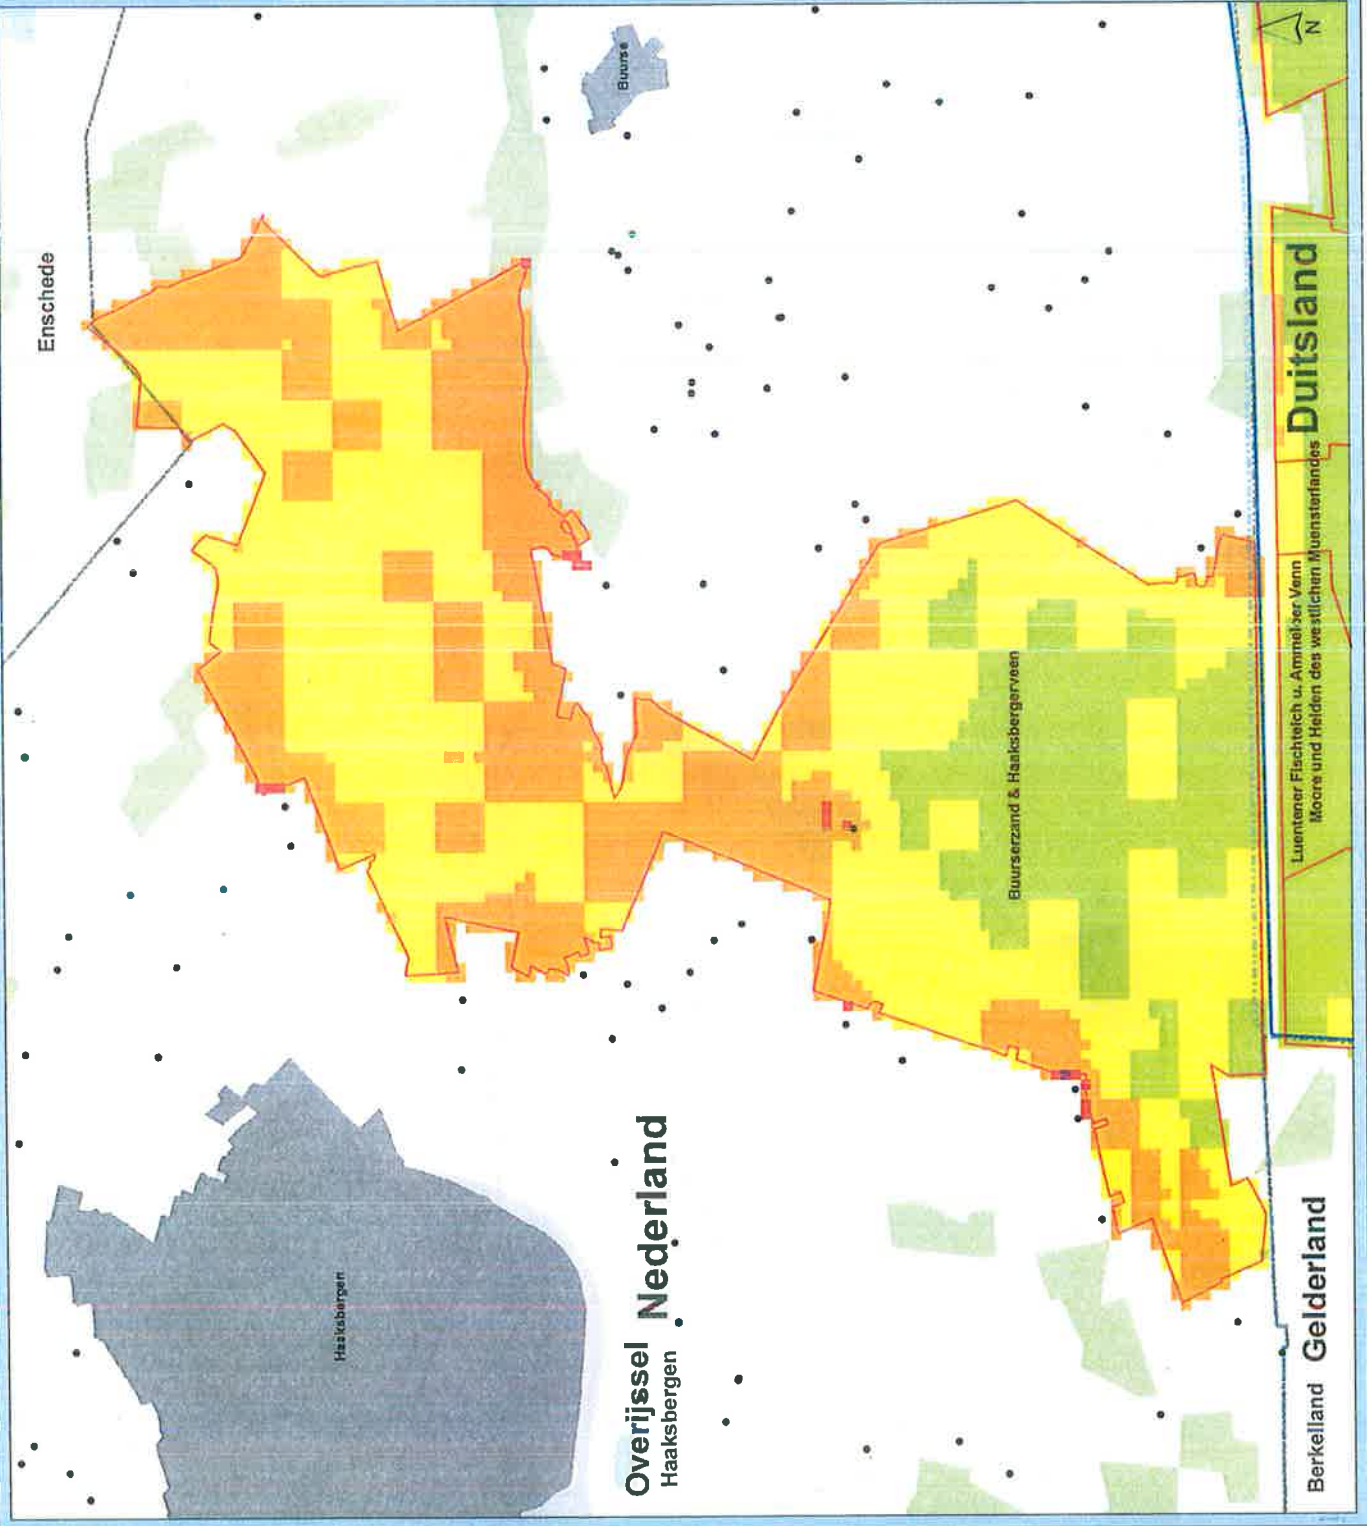 Enschede
Buurse
N
Duitsland
Luentener Fischteich u. Ammeloer Venn
Moore und Heiden des westlichen Muensterlandes
Buurserzand & Haaksbergerveen
Haaksbergen
Overijssel Nederland
Haaksbergen
Berkelland Gelderland